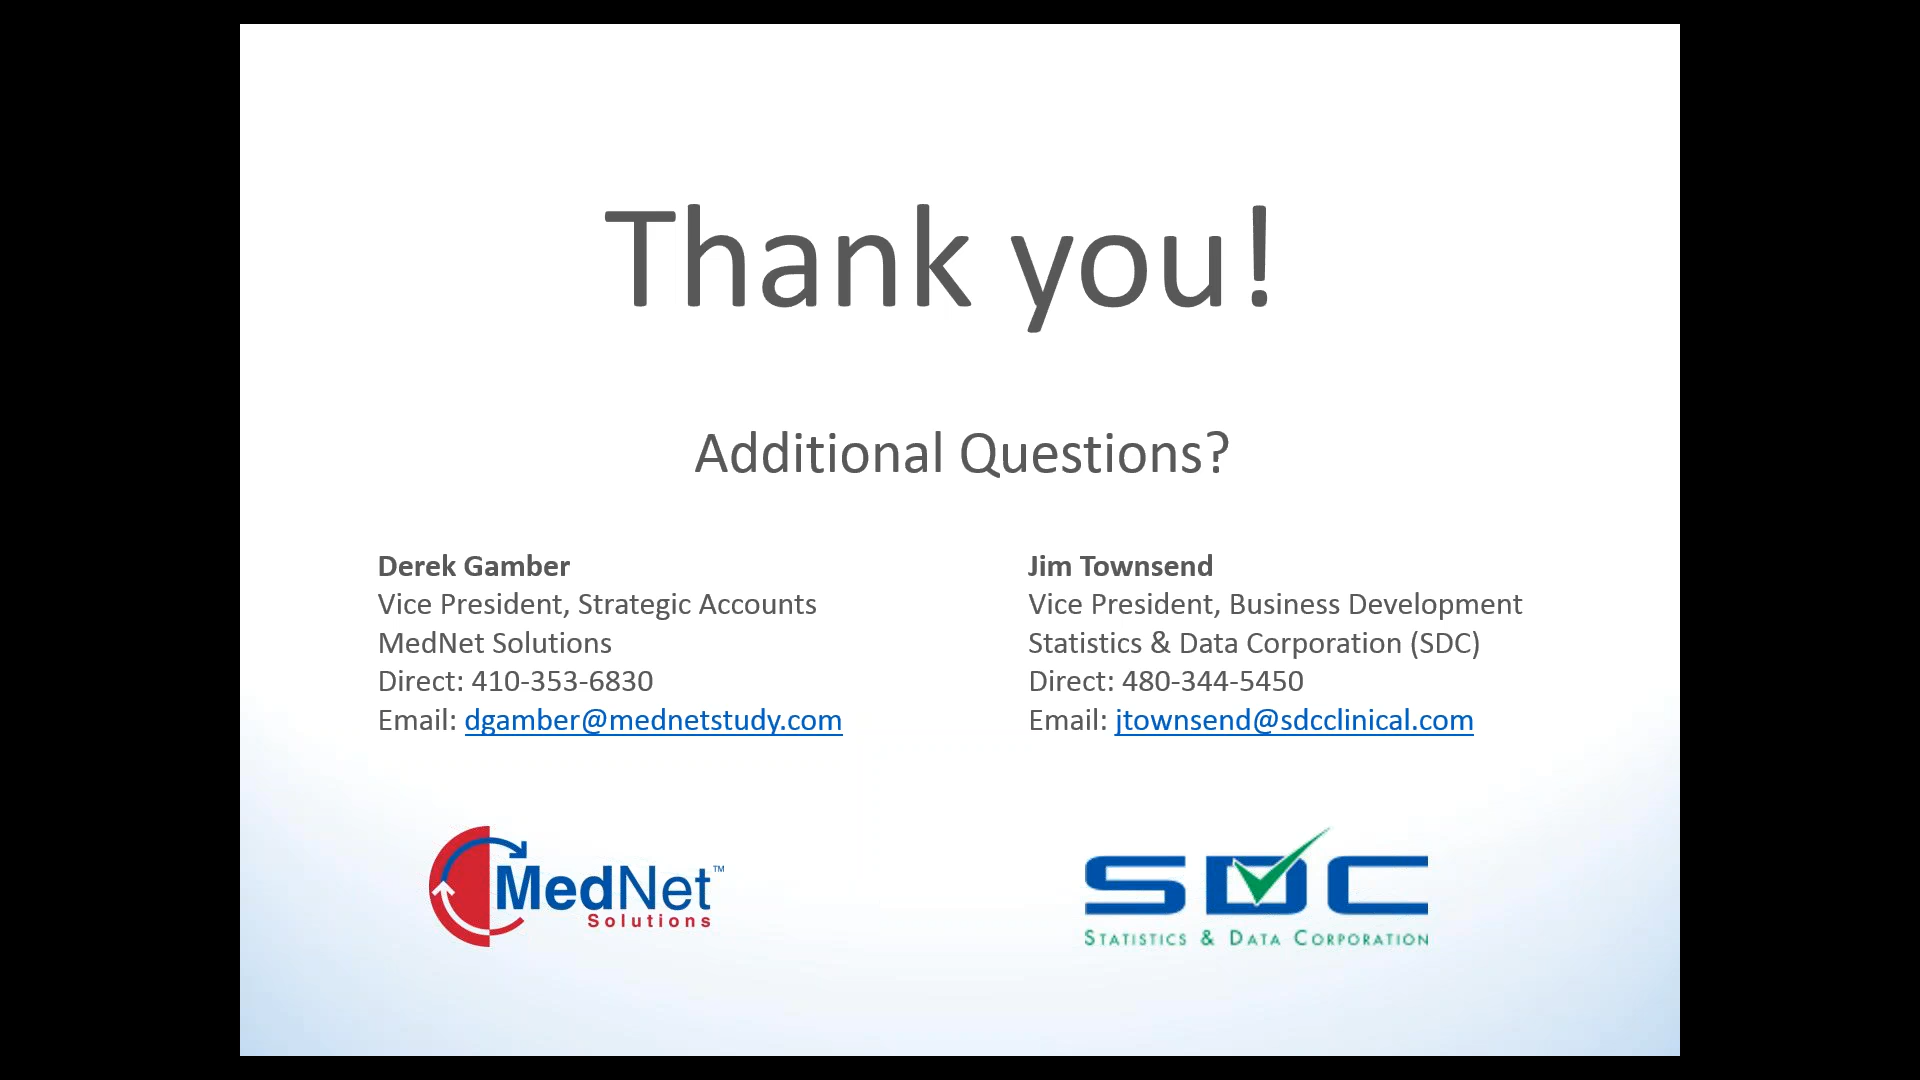 Thank you!
Additional Questions?
Derek Gamber
Vice President, Strategic Accounts
MedNet Solutions
Direct: 410-353-6830
Email: dgamber@mednetstudy.com
Jim Townsend
Vice President, Business Development
Statistics & Data Corporation (SDC)
Direct: 480-344-5450
Email: jtownsend@sdcclinical.com
MedNet™
Solutions
SDC
STATISTICS & DATA CORPORATION